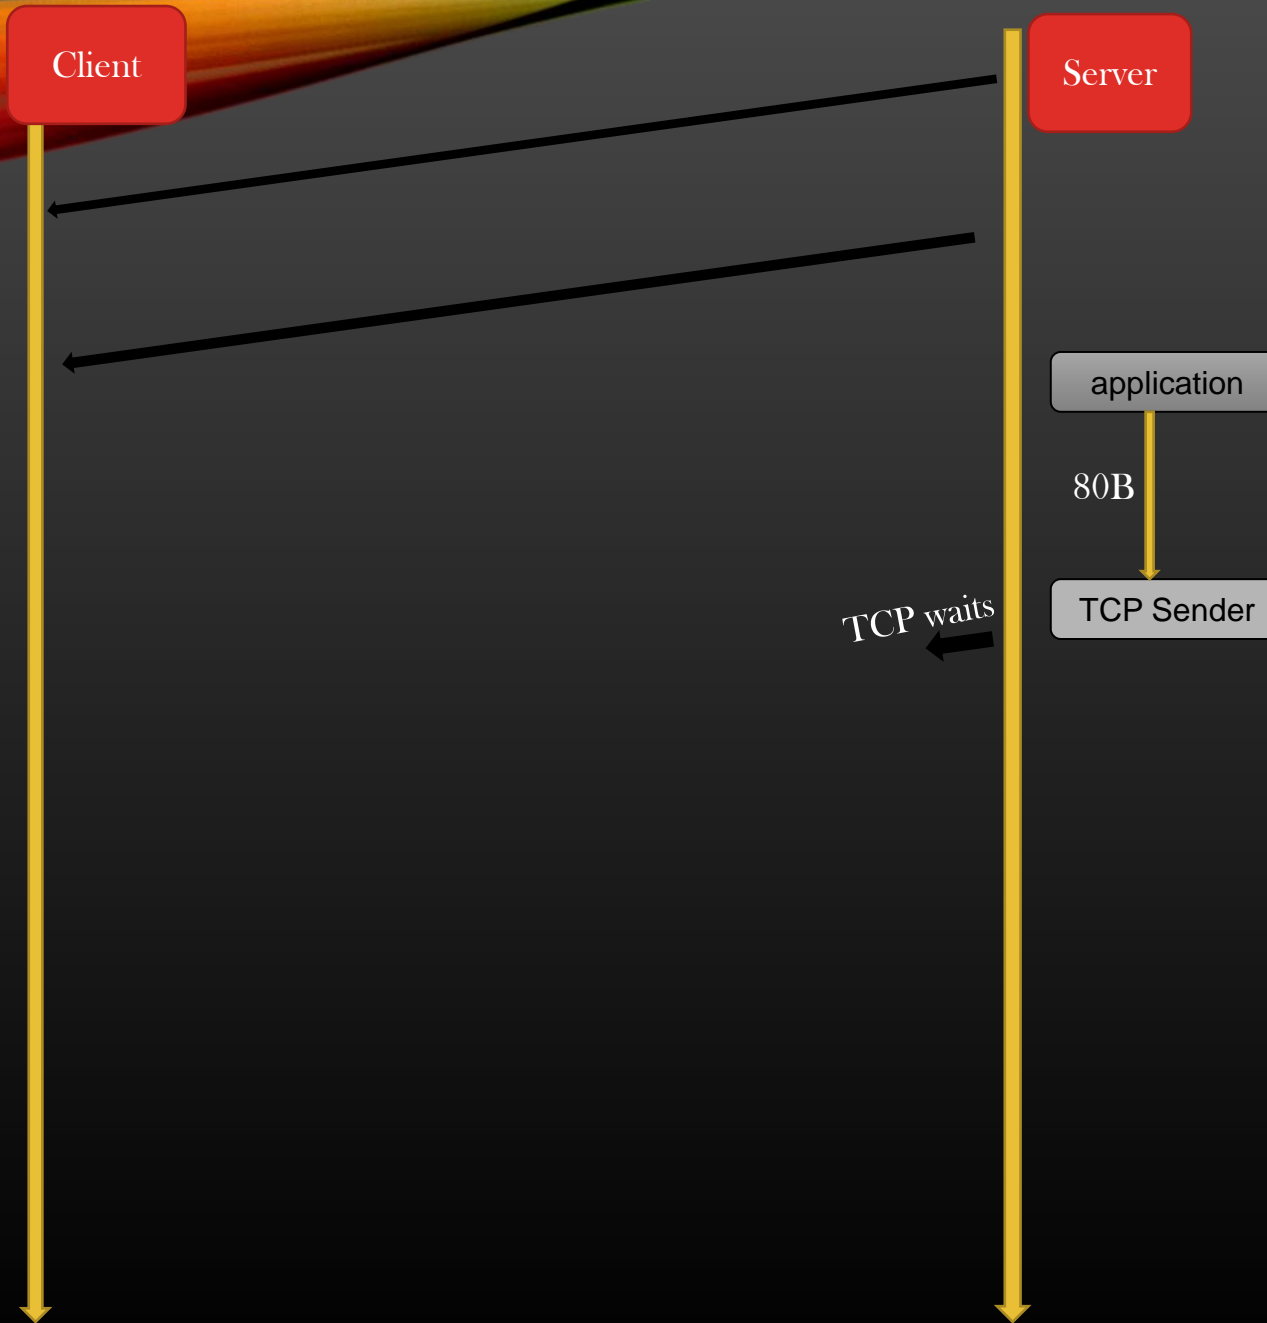 Client
Server
application
80B
TCP waits
TCP Sender